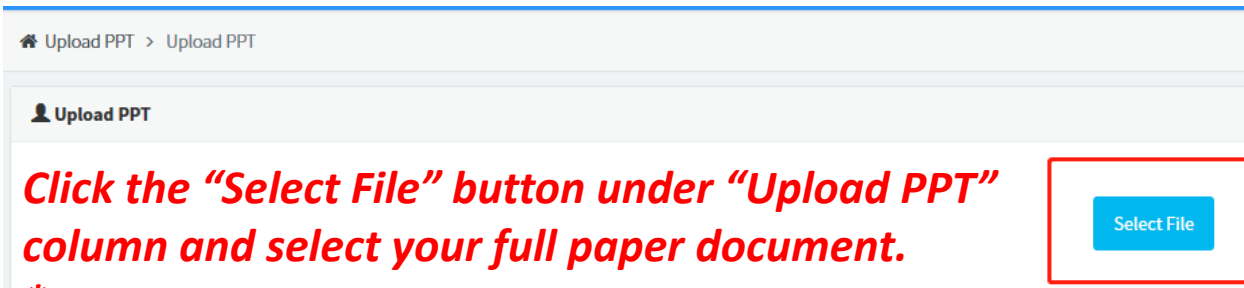 Upload PPT > Upload PPT
Upload PPT
Click the “Select File” button under “Upload PPT”
column and select your full paper document.
Select File